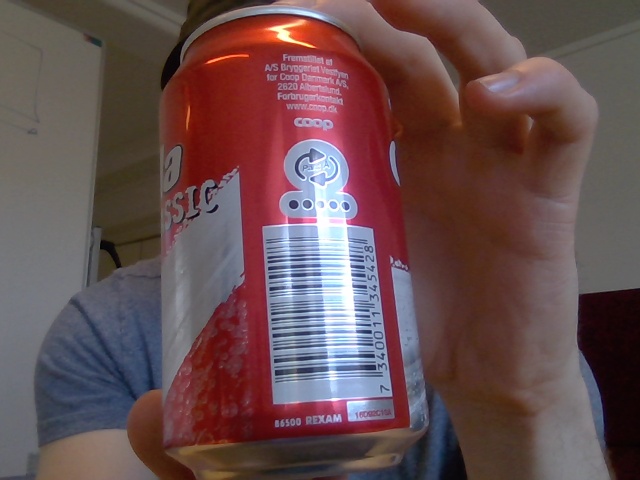 Fremstillet af
A/S Bryggeriet Vestfyen
for Coop Danmark A/S,
2620 Albertslund.
Forbrugerkontakt
www.coop.dk
coop
a
SSIC
7 340011 345428
86500 REXAM